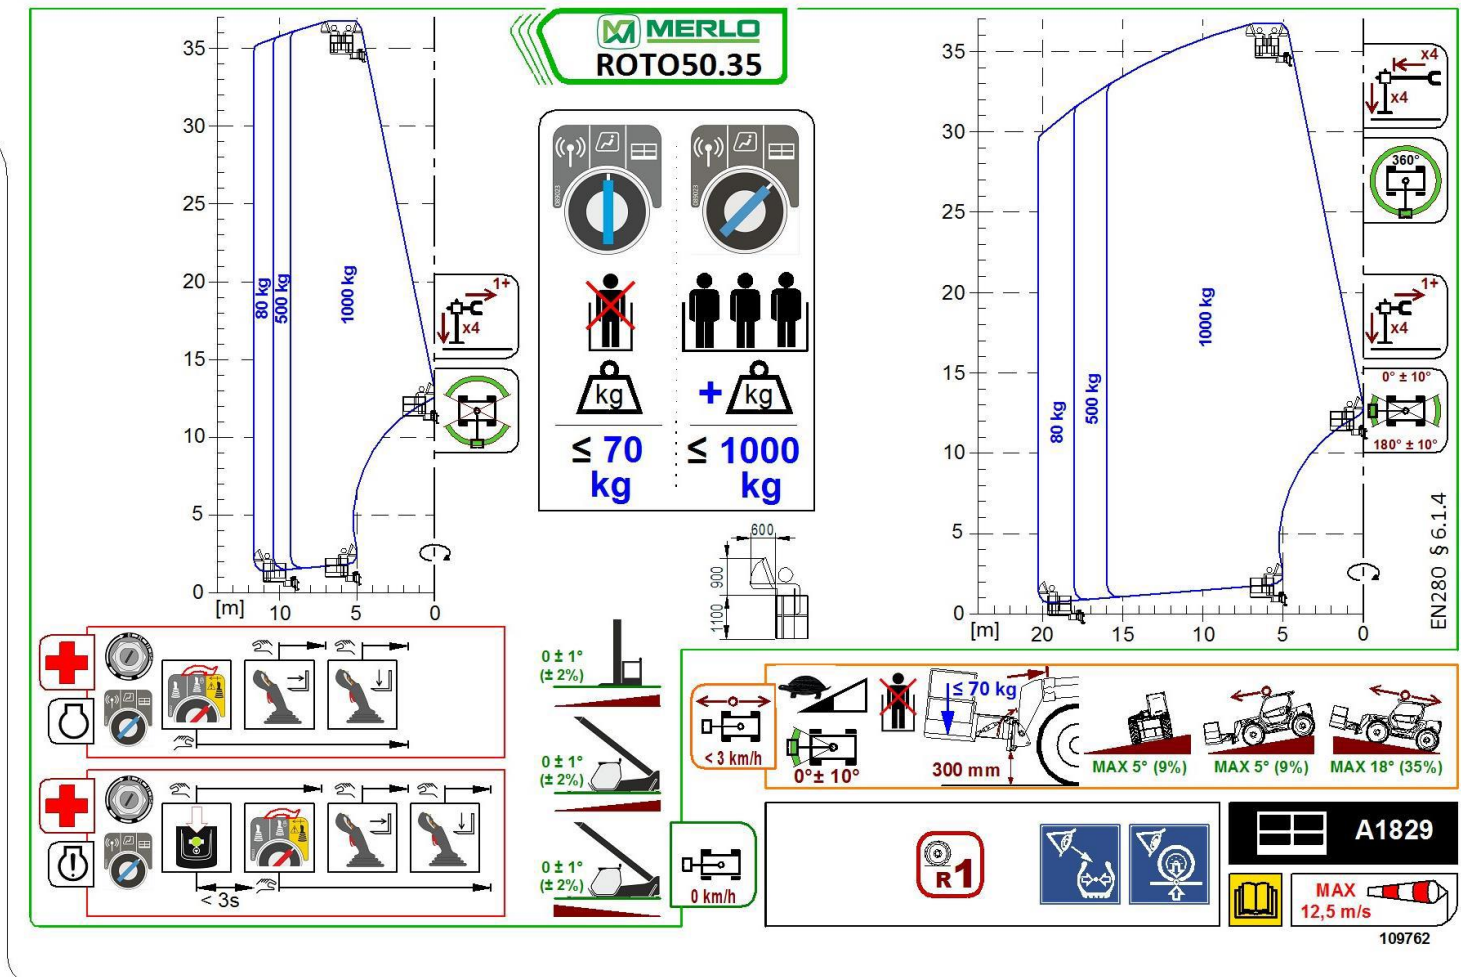 MERLO
ROTO50.35
35
30
25
20
15
10
5
0
[m]
10
5
0
80 kg
500 kg
1000 kg
1+
x4
089023
089023
kg
+ kg
≤ 70
kg
≤ 1000
kg
600
900
1100
35
30
25
20
15
10
5
0
[m]
20
15
10
5
0
80 kg
500 kg
1000 kg
x4
x4
360°
1+
x4
0° ± 10°
180° ± 10°
EN280 § 6.1.4
< 3s
0 ± 1°
(± 2%)
0 ± 1°
(± 2%)
0 ± 1°
(± 2%)
< 3 km/h
0°± 10°
≤ 70 kg
300 mm
MAX 5° (9%)
MAX 5° (9%)
MAX 18° (35%)
0 km/h
R1
A1829
MAX
12,5 m/s
109762